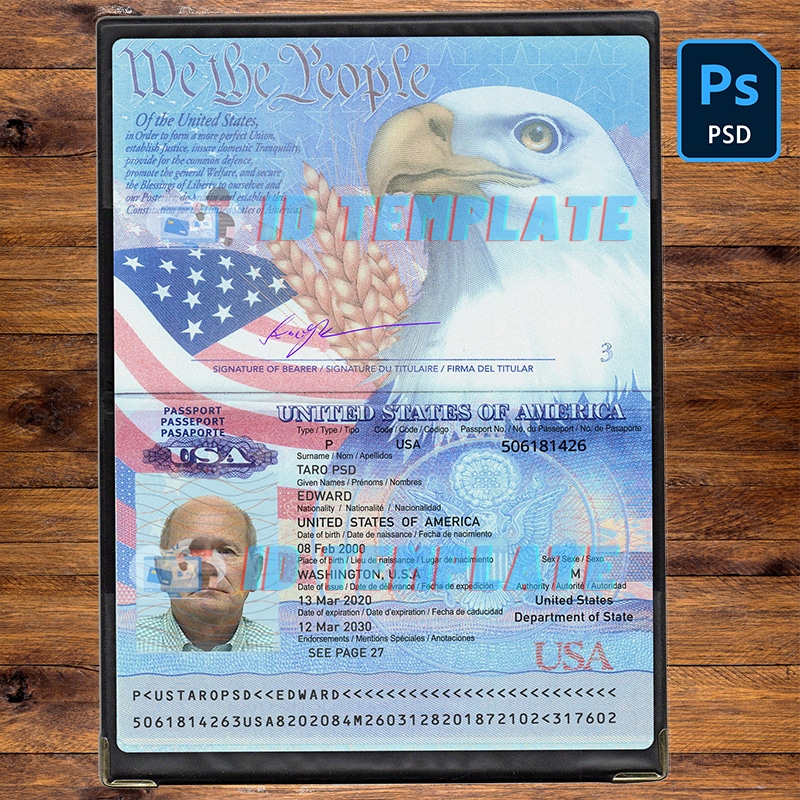 We the People
Of the United States,
in Order to form a more perfect Union,
establish Justice, insure domestic Tranquility,
provide for the common defence,
promote the general Welfare, and secure
the Blessings of Liberty to ourselves and
our Posterity, do ordain and establish this
Constitution for the United States of America
Ps
PSD
ID TEMPLATE
3
SIGNATURE OF BEARER / SIGNATURE DU TITULAIRE / FIRMA DEL TITULAR
PASSPORT
PASSEPORT
PASAPORTE
USA
UNITED STATES OF AMERICA
Type / Type / Tipo Code / Code / Código Passport No. / No. du Passeport / No. de Pasaporte
P USA 506181426
Surname / Nom / Apellidos
TARO PSD
Given Names / Prénoms / Nombres
EDWARD
Nationality / Nationalité / Nacionalidad
UNITED STATES OF AMERICA
Date of birth / Date de naissance / Fecha de nacimiento
08 Feb 2000
Place of birth / Lieu de naissance / Lugar de nacimiento Sex / Sexe / Sexo
WASHINGTON, U.S.A M
ID TEMPLATE
Date of issue / Date de délivrance / Fecha de expedición Authority / Autorité / Autoridad
13 Mar 2020 United States
Date of expiration / Date d'expiration / Fecha de caducidad Department of State
12 Mar 2030
Endorsements / Mentions Spéciales / Anotaciones
SEE PAGE 27
USA
P<USTAROPSD<<EDWARD<<<<<<<<<<<<<<<<<<<<<<<<<
5061814263USA8202084M2603128201872102<317602